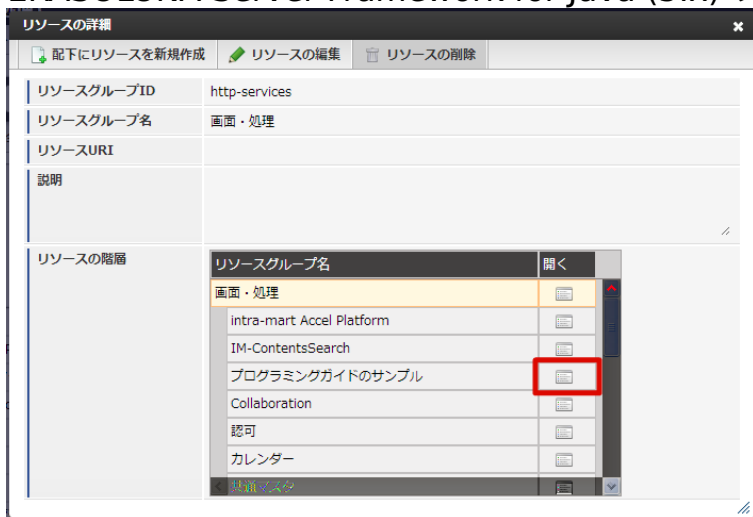 リソースの詳細
配下にリソースを新規作成 リソースの編集 リソースの削除
リソースグループID http-services
リソースグループ名 画面・処理
リソースURI
説明
リソースの階層
リソースグループ名 開く
画面・処理
intra-mart Accel Platform
IM-ContentsSearch
プログラミングガイドのサンプル
Collaboration
認可
カレンダー